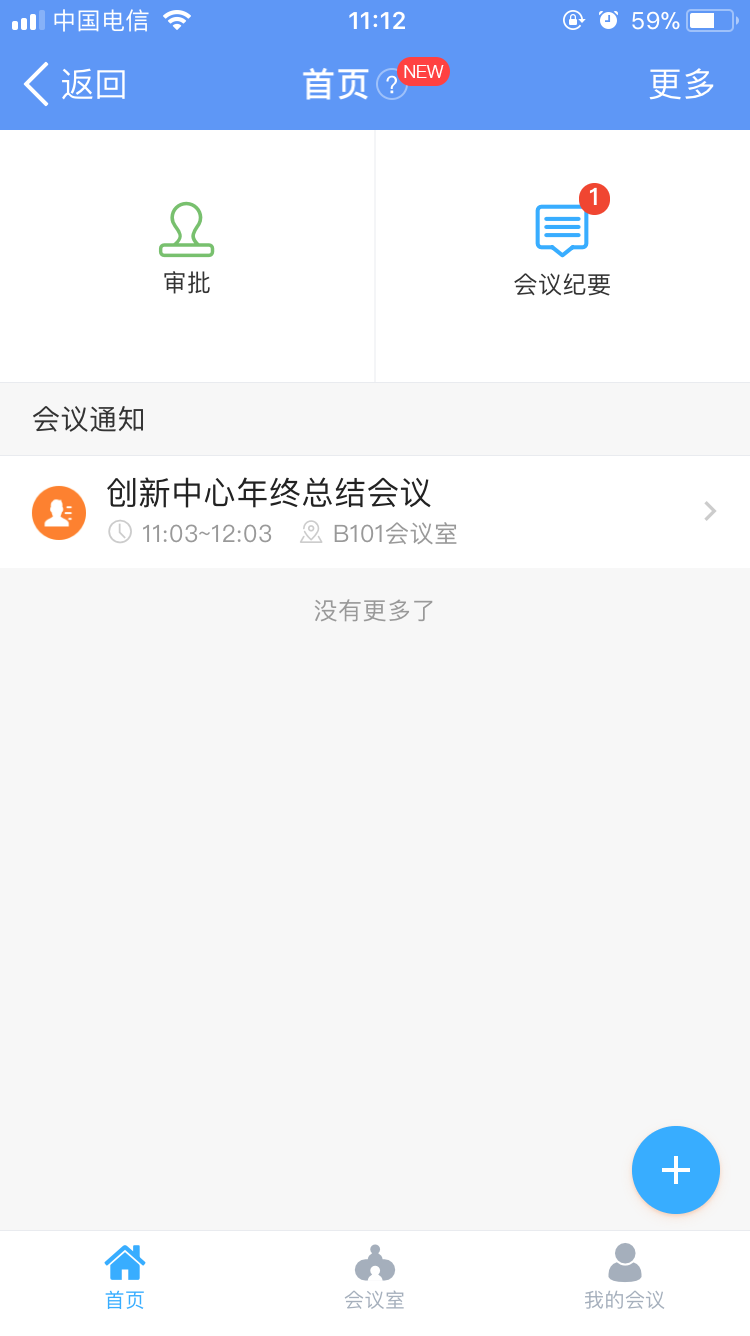 中国电信 11:12 59%
返回 首页 ? NEW 更多
1
审批 会议纪要
会议通知
创新中心年终总结会议
11:03~12:03 B101会议室
没有更多了
首页 会议室 我的会议